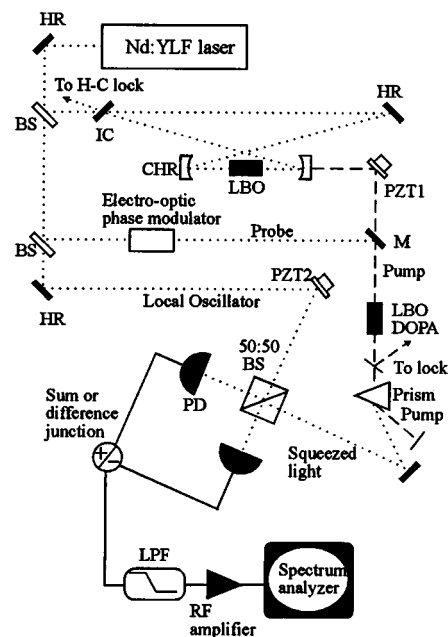 HR
Nd:YLF laser
To H-C lock
HR
BS
IC
CHR
LBO
PZT1
Electro-optic
phase modulator
Probe
M
BS
Pump
PZT2
HR
Local Oscillator
LBO
DOPA
50:50
BS
To lock
Prism
Pump
PD
Sum or
difference
junction
Squeezed
light
+
−
LPF
RF
amplifier
Spectrum
analyzer